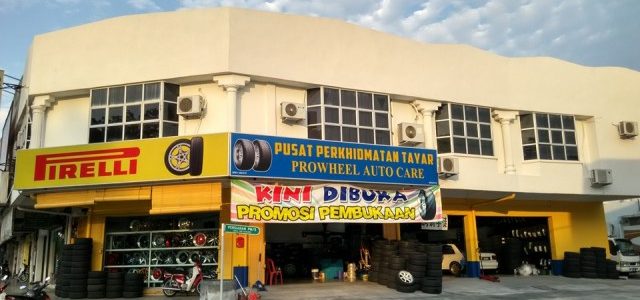 PIRELLI
PUSAT PERKHIDMATAN TAYAR
PROWHEEL AUTO CARE
KINI DIBUKA
PROMOSI PEMBUKAAN